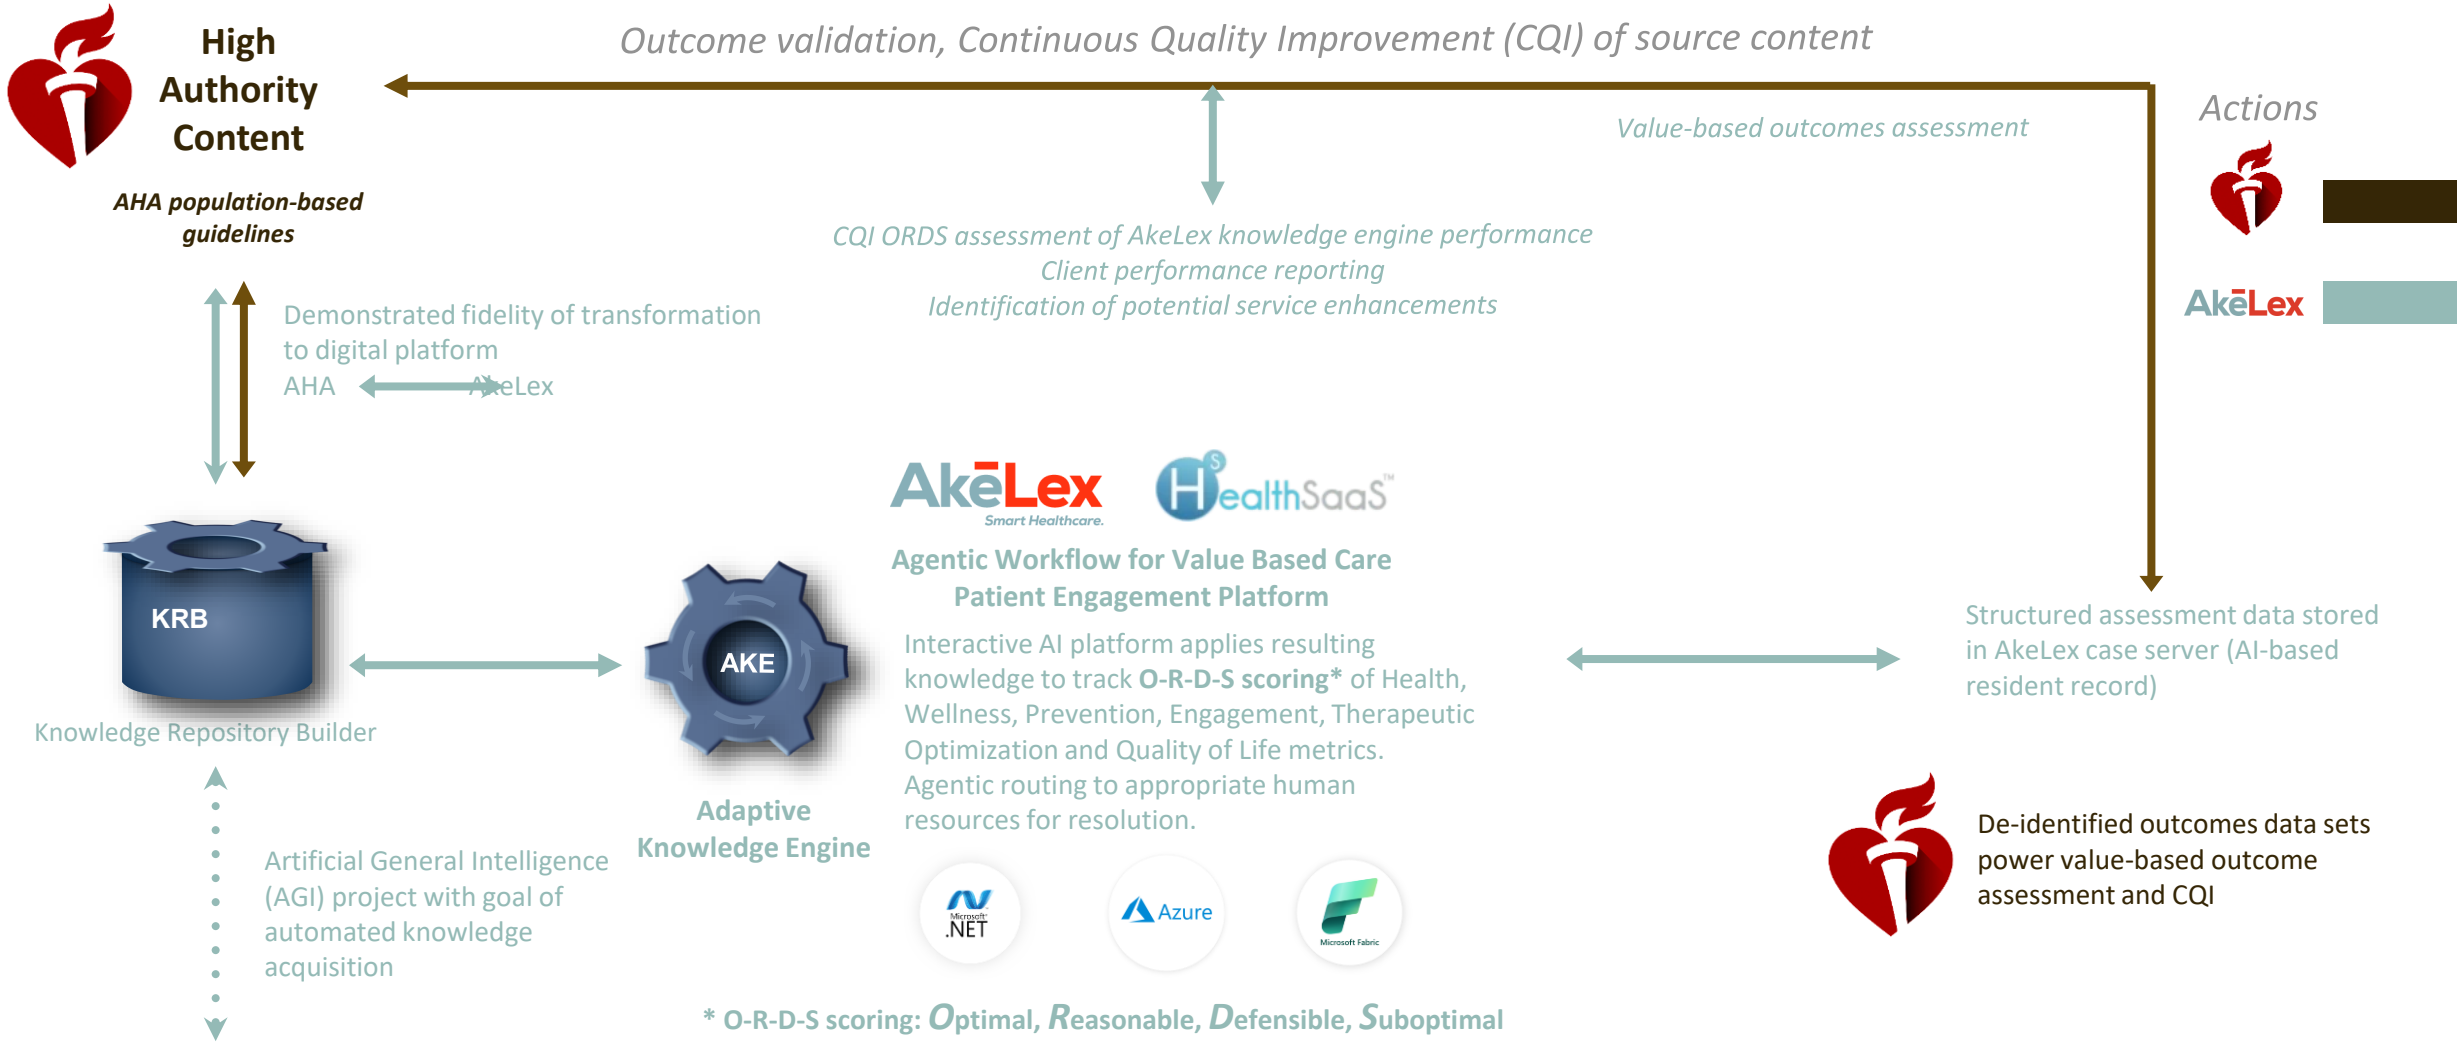 High
Authority
Content
AHA population-based
guidelines
Outcome validation, Continuous Quality Improvement (CQI) of source content
Value-based outcomes assessment
Actions
AkēLex
CQI ORDS assessment of AkeLex knowledge engine performance
Client performance reporting
Identification of potential service enhancements
Demonstrated fidelity of transformation
to digital platform
AHA AkeLex
KRB
Knowledge Repository Builder
Artificial General Intelligence
(AGI) project with goal of
automated knowledge
acquisition
AKE
Adaptive
Knowledge Engine
AkēLex
Smart Healthcare.
HSealthSaaS™
Agentic Workflow for Value Based Care
Patient Engagement Platform
Interactive AI platform applies resulting
knowledge to track O-R-D-S scoring* of Health,
Wellness, Prevention, Engagement, Therapeutic
Optimization and Quality of Life metrics.
Agentic routing to appropriate human
resources for resolution.
Microsoft®
.NET
Azure
Microsoft Fabric
Structured assessment data stored
in AkeLex case server (AI-based
resident record)
De-identified outcomes data sets
power value-based outcome
assessment and CQI
* O-R-D-S scoring: Optimal, Reasonable, Defensible, Suboptimal